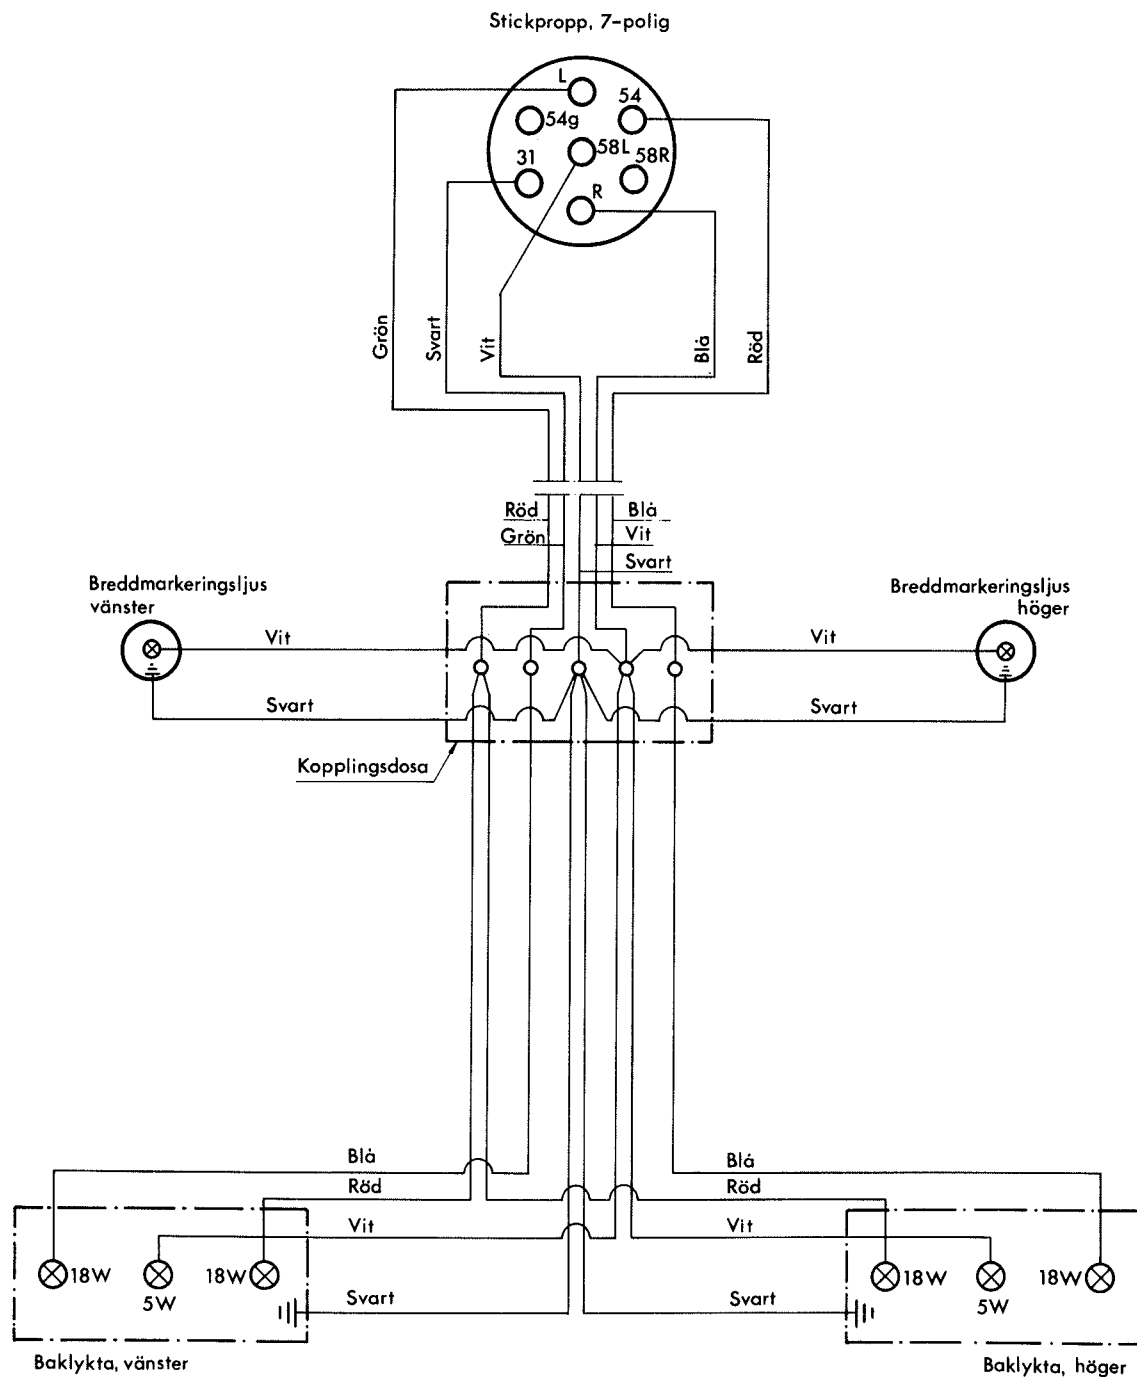 Stickpropp, 7-polig
L
54
54g
58L
31
58R
R
Grön
Svart
Vit
Blå
Röd
Röd
Blå
Grön
Vit
Svart
Breddmarkeringsljus
vänster
Breddmarkeringsljus
höger
Vit
Vit
Svart
Svart
Kopplingsdosa
Blå
Blå
Röd
Röd
Vit
Vit
18W
5W
18W
18W
5W
18W
Svart
Svart
Baklykta, vänster
Baklykta, höger